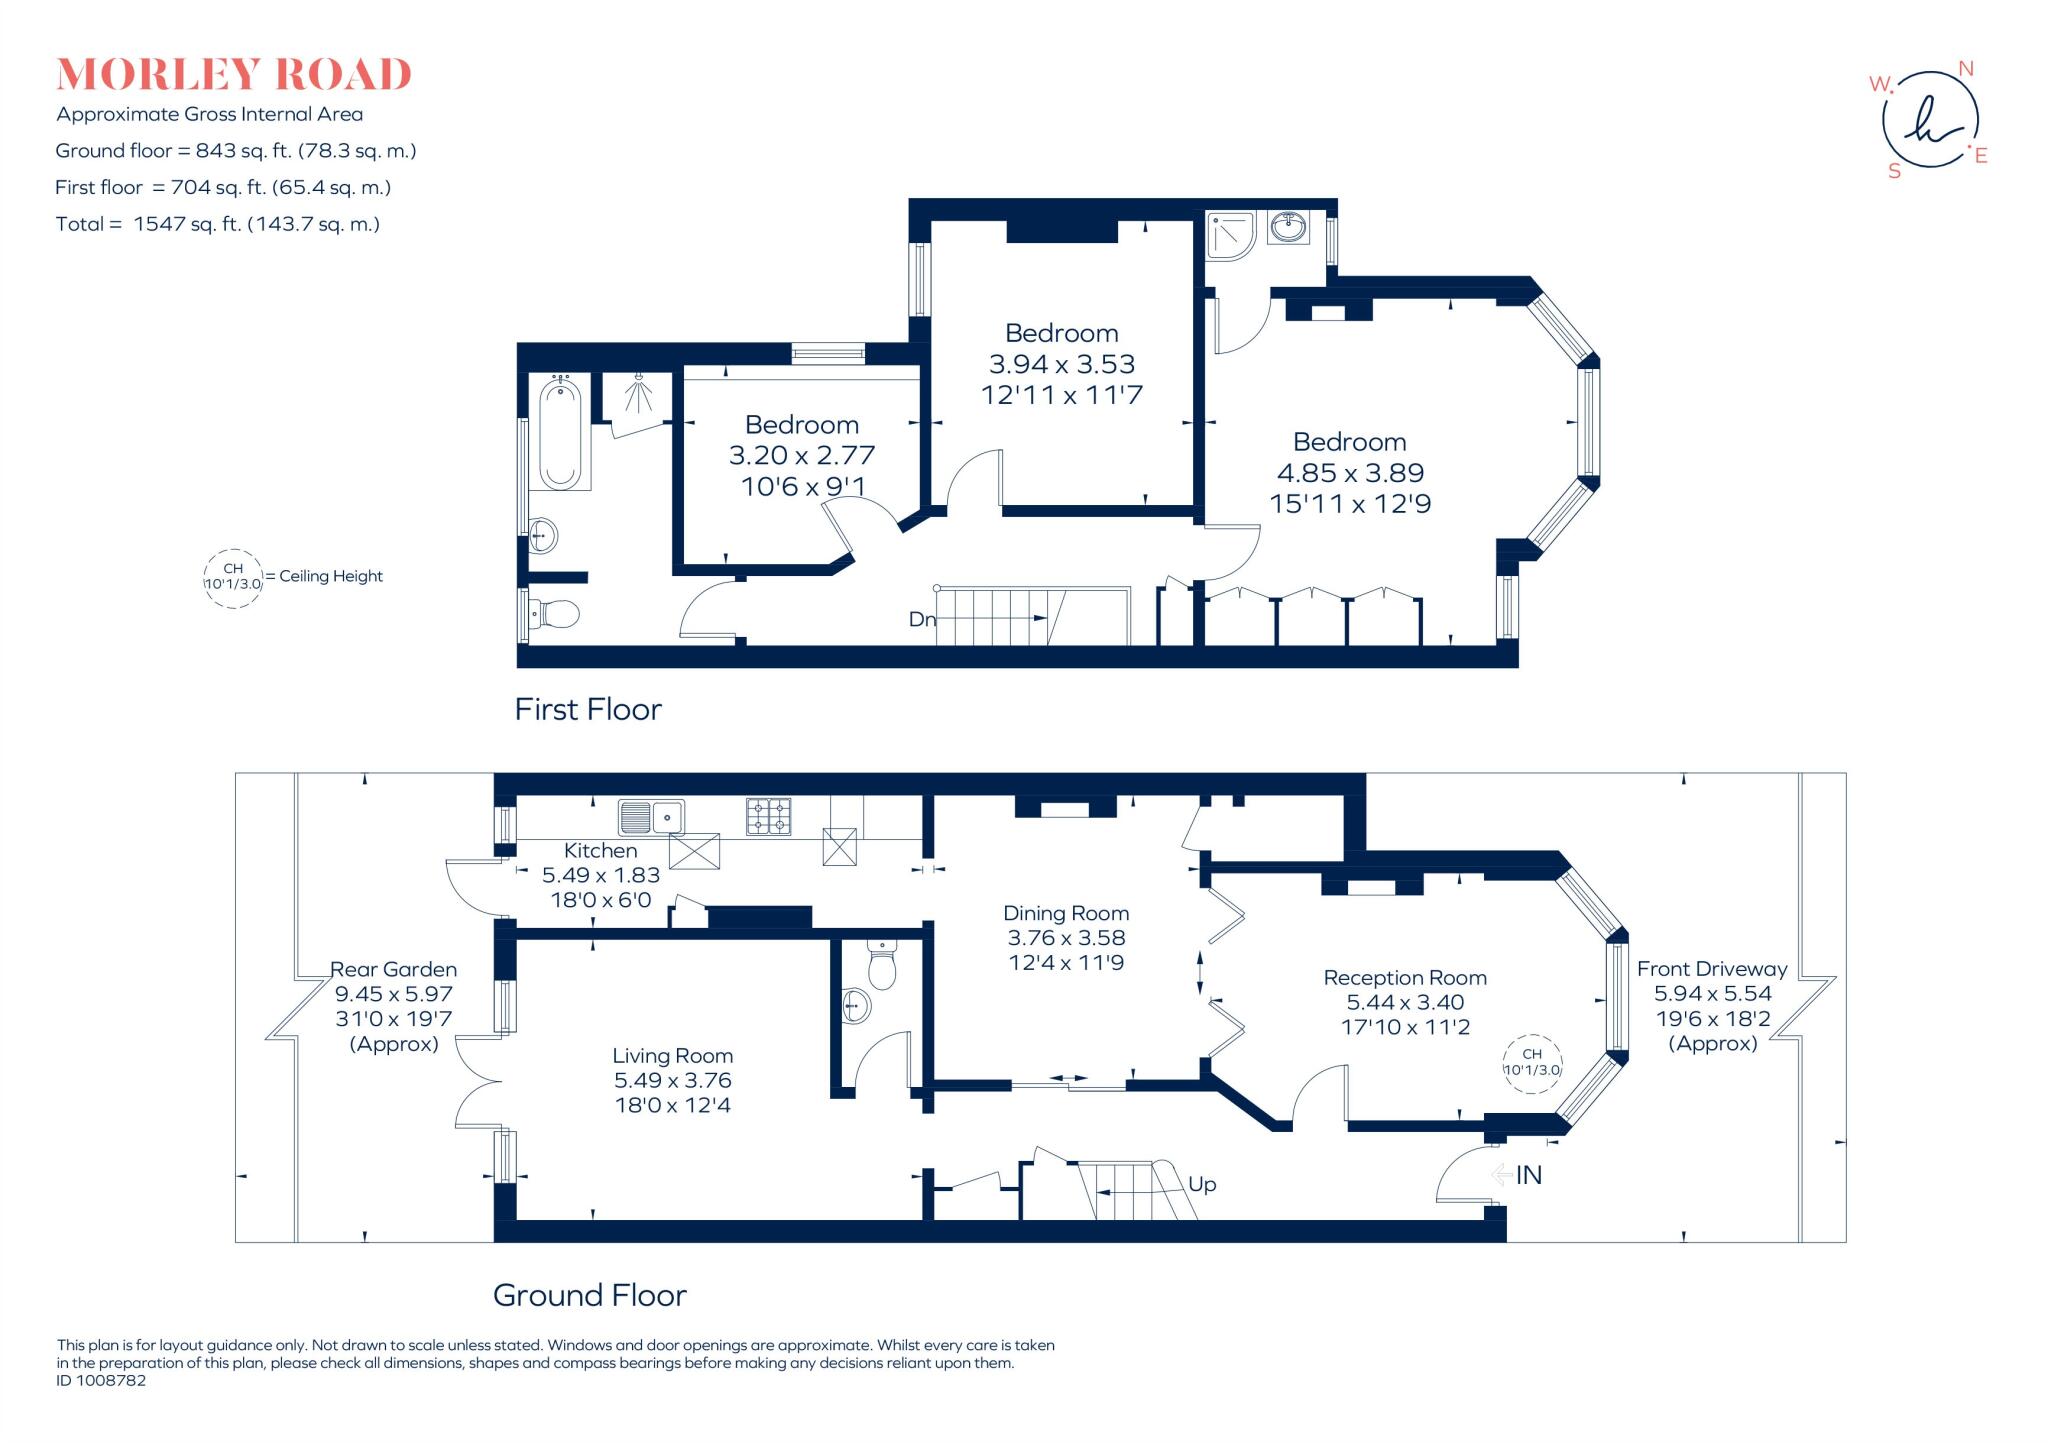 MORLEY ROAD
Approximate Gross Internal Area
Ground floor = 843 sq. ft. (78.3 sq. m.)
First floor = 704 sq. ft. (65.4 sq. m.)
Total = 1547 sq. ft. (143.7 sq. m.)
W
N
E
S
Bedroom
3.94 x 3.53
12'11 x 11'7
Bedroom
3.20 x 2.77
10'6 x 9'1
Bedroom
4.85 x 3.89
15'11 x 12'9
CH
10'1/3.0
= Ceiling Height
Dn
First Floor
Kitchen
5.49 x 1.83
18'0 x 6'0
Dining Room
3.76 x 3.58
12'4 x 11'9
Rear Garden
9.45 x 5.97
31'0 x 19'7
(Approx)
Reception Room
5.44 x 3.40
17'10 x 11'2
Front Driveway
5.94 x 5.54
19'6 x 18'2
(Approx)
Living Room
5.49 x 3.76
18'0 x 12'4
CH
10'1/3.0
IN
Up
Ground Floor
This plan is for layout guidance only. Not drawn to scale unless stated. Windows and door openings are approximate. Whilst every care is taken
in the preparation of this plan, please check all dimensions, shapes and compass bearings before making any decisions reliant upon them.
ID 1008782